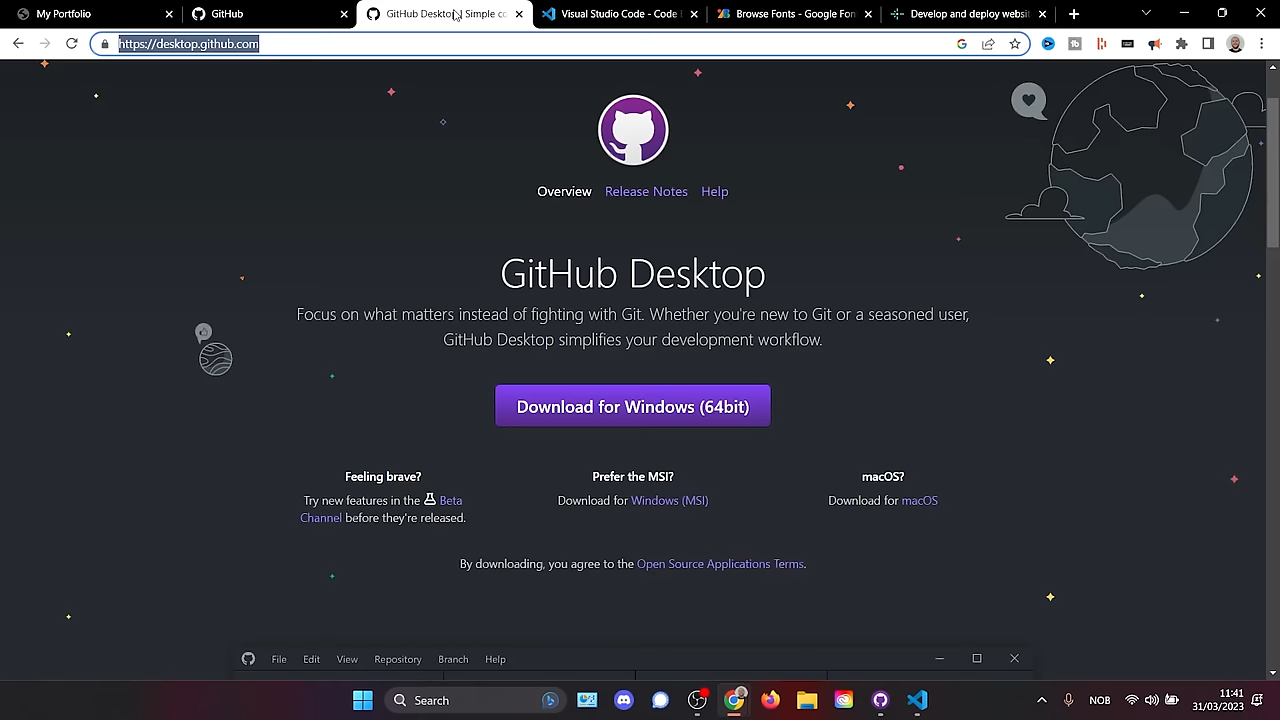 My Portfolio
GitHub
GitHub Desktop | Simple co
Visual Studio Code - Code
Browse Fonts - Google Fon
Develop and deploy websit
https://desktop.github.com
Overview Release Notes Help
GitHub Desktop
Focus on what matters instead of fighting with Git. Whether you're new to Git or a seasoned user,
GitHub Desktop simplifies your development workflow.
Download for Windows (64bit)
Feeling brave?
Try new features in the Beta
Channel before they're released.
Prefer the MSI?
Download for Windows (MSI)
macOS?
Download for macOS
By downloading, you agree to the Open Source Applications Terms.
File Edit View Repository Branch Help
Search
NOB
11:41
31/03/2023